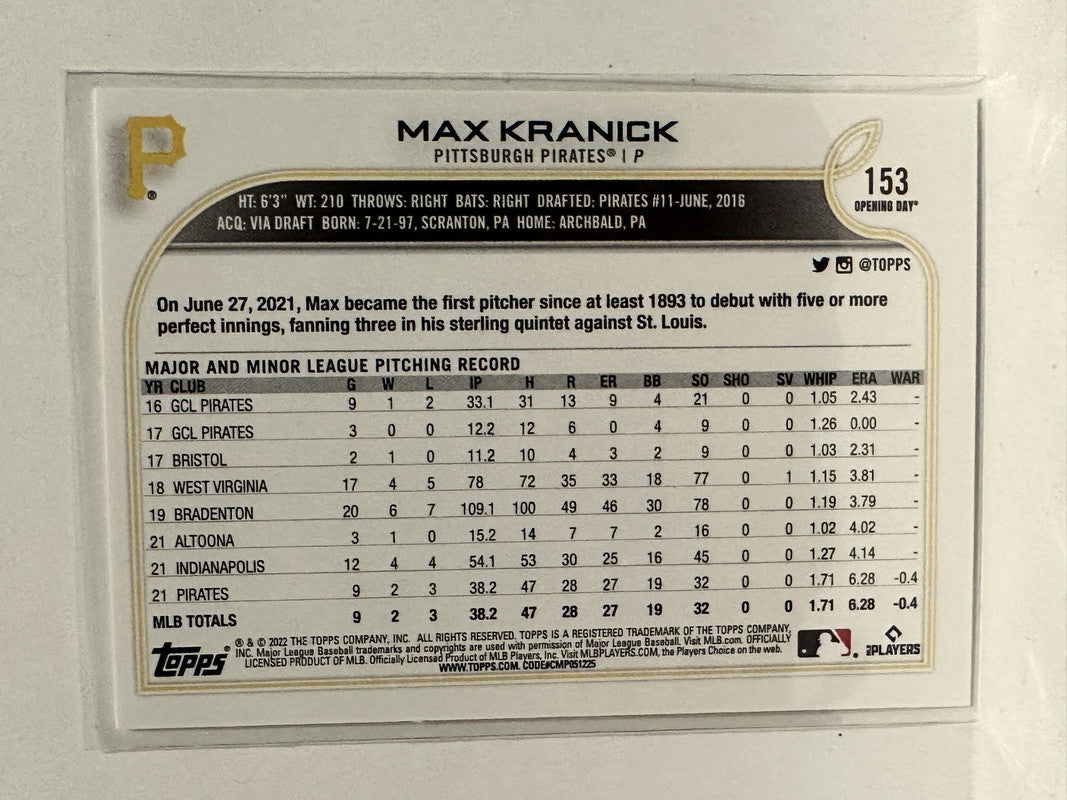 P®
MAX KRANICK
PITTSBURGH PIRATES® | P
153
OPENING DAY®
HT: 6'3" WT: 210 THROWS: RIGHT BATS: RIGHT DRAFTED: PIRATES #11-JUNE, 2016
ACQ: VIA DRAFT BORN: 7-21-97, SCRANTON, PA HOME: ARCHBALD, PA
@TOPPS
On June 27, 2021, Max became the first pitcher since at least 1893 to debut with five or more
perfect innings, fanning three in his sterling quintet against St. Louis.
MAJOR AND MINOR LEAGUE PITCHING RECORD
YR CLUB G W L IP H R ER BB SO SHO SV WHIP ERA WAR
16 GCL PIRATES 9 1 2 33.1 31 13 9 4 21 0 0 1.05 2.43 -
17 GCL PIRATES 3 0 0 12.2 12 6 0 4 9 0 0 1.26 0.00 -
17 BRISTOL 2 1 0 11.2 10 4 3 2 9 0 0 1.03 2.31 -
18 WEST VIRGINIA 17 4 5 78 72 35 33 18 77 0 1 1.15 3.81 -
19 BRADENTON 20 6 7 109.1 100 49 46 30 78 0 0 1.19 3.79 -
21 ALTOONA 3 1 0 15.2 14 7 7 2 16 0 0 1.02 4.02 -
21 INDIANAPOLIS 12 4 4 54.1 53 30 25 16 45 0 0 1.27 4.14 -
21 PIRATES 9 2 3 38.2 47 28 27 19 32 0 0 1.71 6.28 -0.4
MLB TOTALS 9 2 3 38.2 47 28 27 19 32 0 0 1.71 6.28 -0.4
topps®
® & © 2022 THE TOPPS COMPANY, INC. ALL RIGHTS RESERVED. TOPPS IS A REGISTERED TRADEMARK OF THE TOPPS COMPANY,
INC. Major League Baseball trademarks and copyrights are used with permission of Major League Baseball. Visit MLB.com. OFFICIALLY
LICENSED PRODUCT OF MLB. Officially Licensed Product of MLB Players, Inc. Visit MLBPLAYERS.COM, the Players Choice on the web.
WWW.TOPPS.COM. CODE#CMP051225
PLAYERS